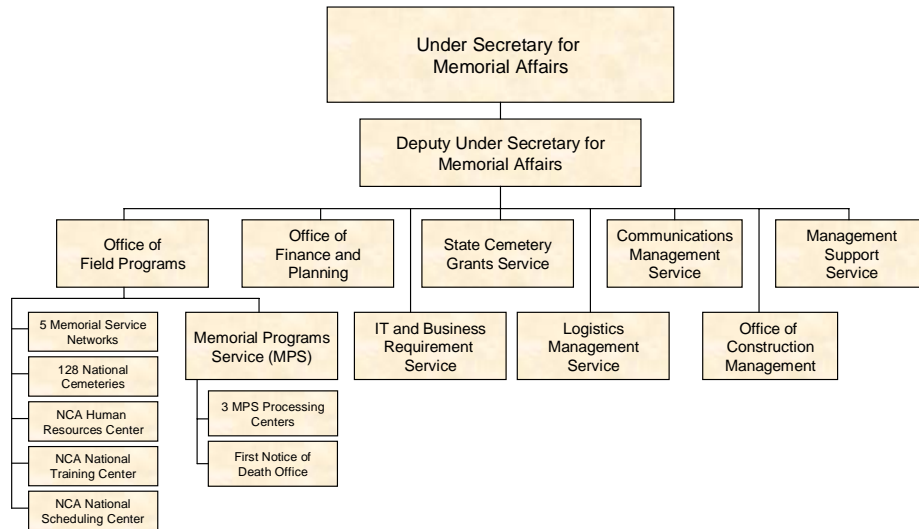 Under Secretary for
Memorial Affairs
Deputy Under Secretary for
Memorial Affairs
Office of
Field Programs
Office of
Finance and
Planning
State Cemetery
Grants Service
Communications
Management
Service
Management
Support
Service
5 Memorial Service
Networks
128 National
Cemeteries
NCA Human
Resources Center
NCA National
Training Center
NCA National
Scheduling Center
Memorial Programs
Service (MPS)
3 MPS Processing
Centers
First Notice of
Death Office
IT and Business
Requirement
Service
Logistics
Management
Service
Office of
Construction
Management